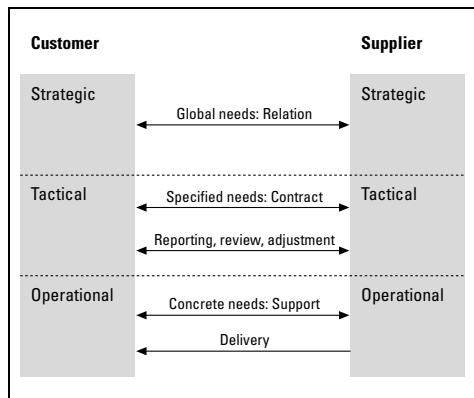 Customer Supplier
Strategic Strategic
Global needs: Relation
Tactical Tactical
Specified needs: Contract
Reporting, review, adjustment
Operational Operational
Concrete needs: Support
Delivery